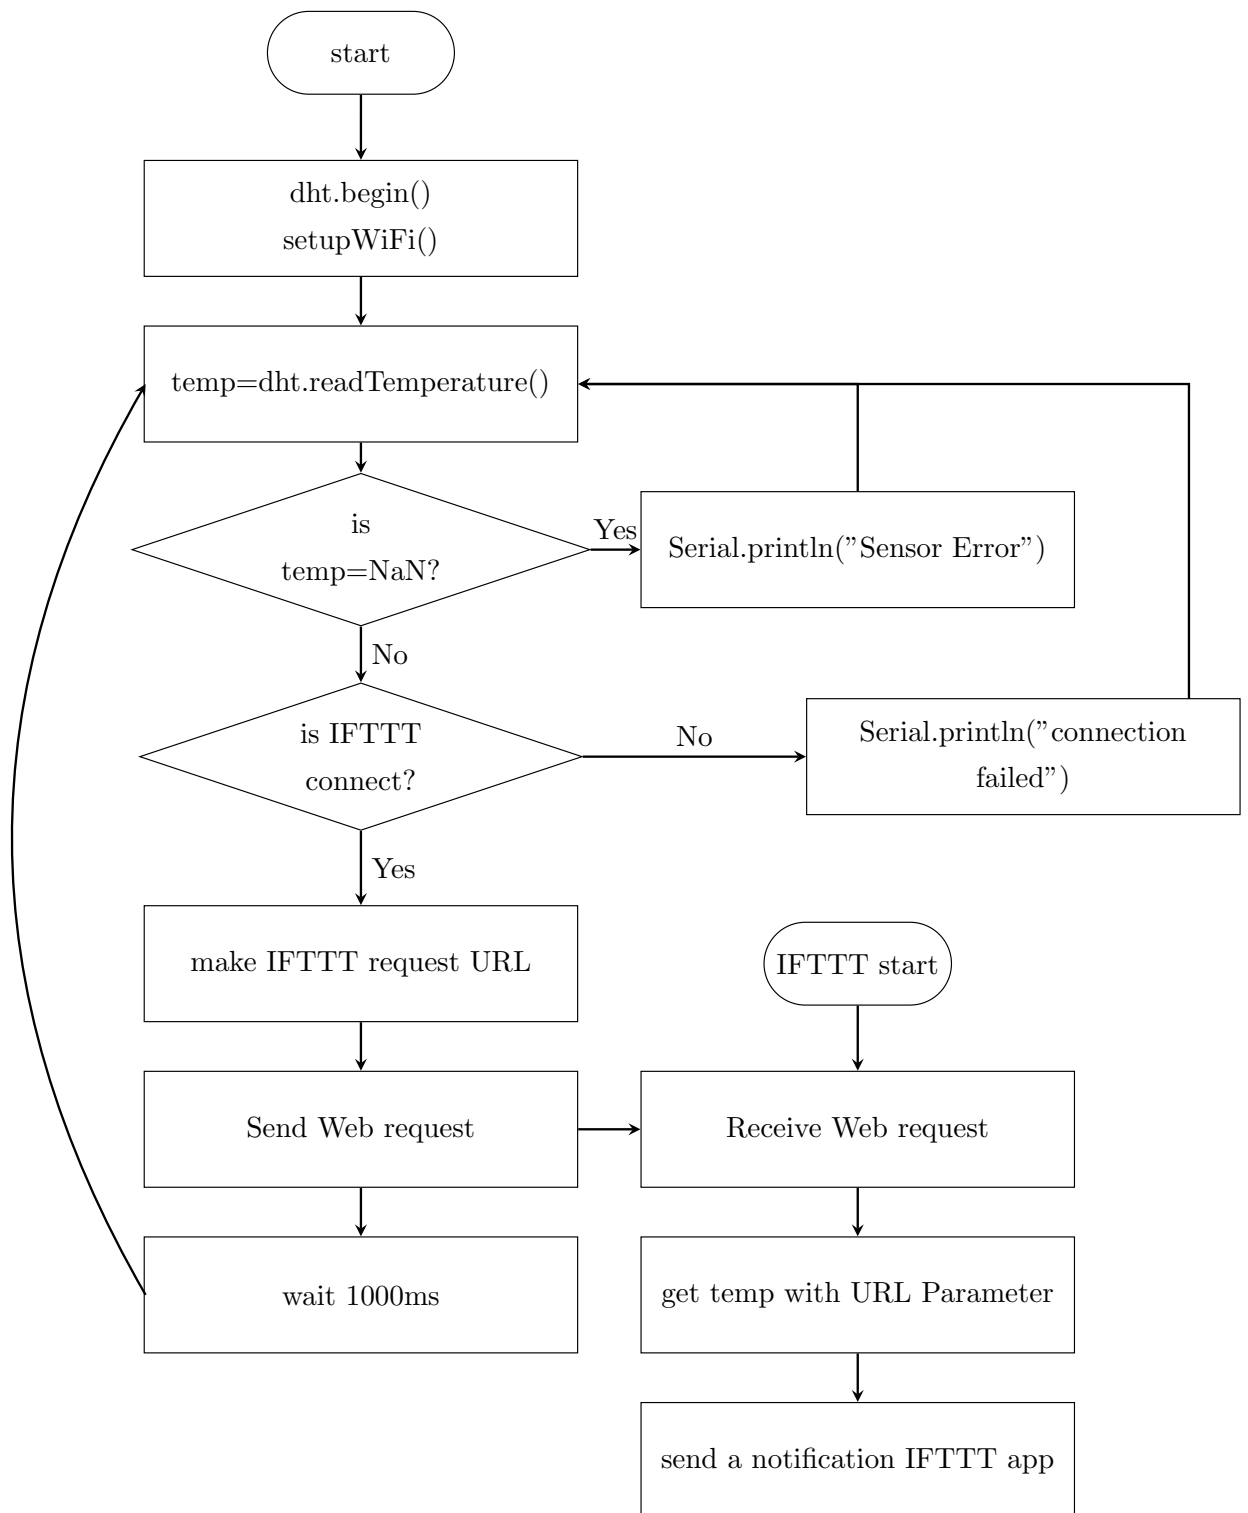 start
dht.begin()
setupWiFi()
temp=dht.readTemperature()
is
temp=NaN?
Yes
Serial.println(”Sensor Error”)
No
is IFTTT
connect?
No
Serial.println(”connection
failed”)
Yes
make IFTTT request URL
IFTTT start
Send Web request
Receive Web request
wait 1000ms
get temp with URL Parameter
send a notification IFTTT app